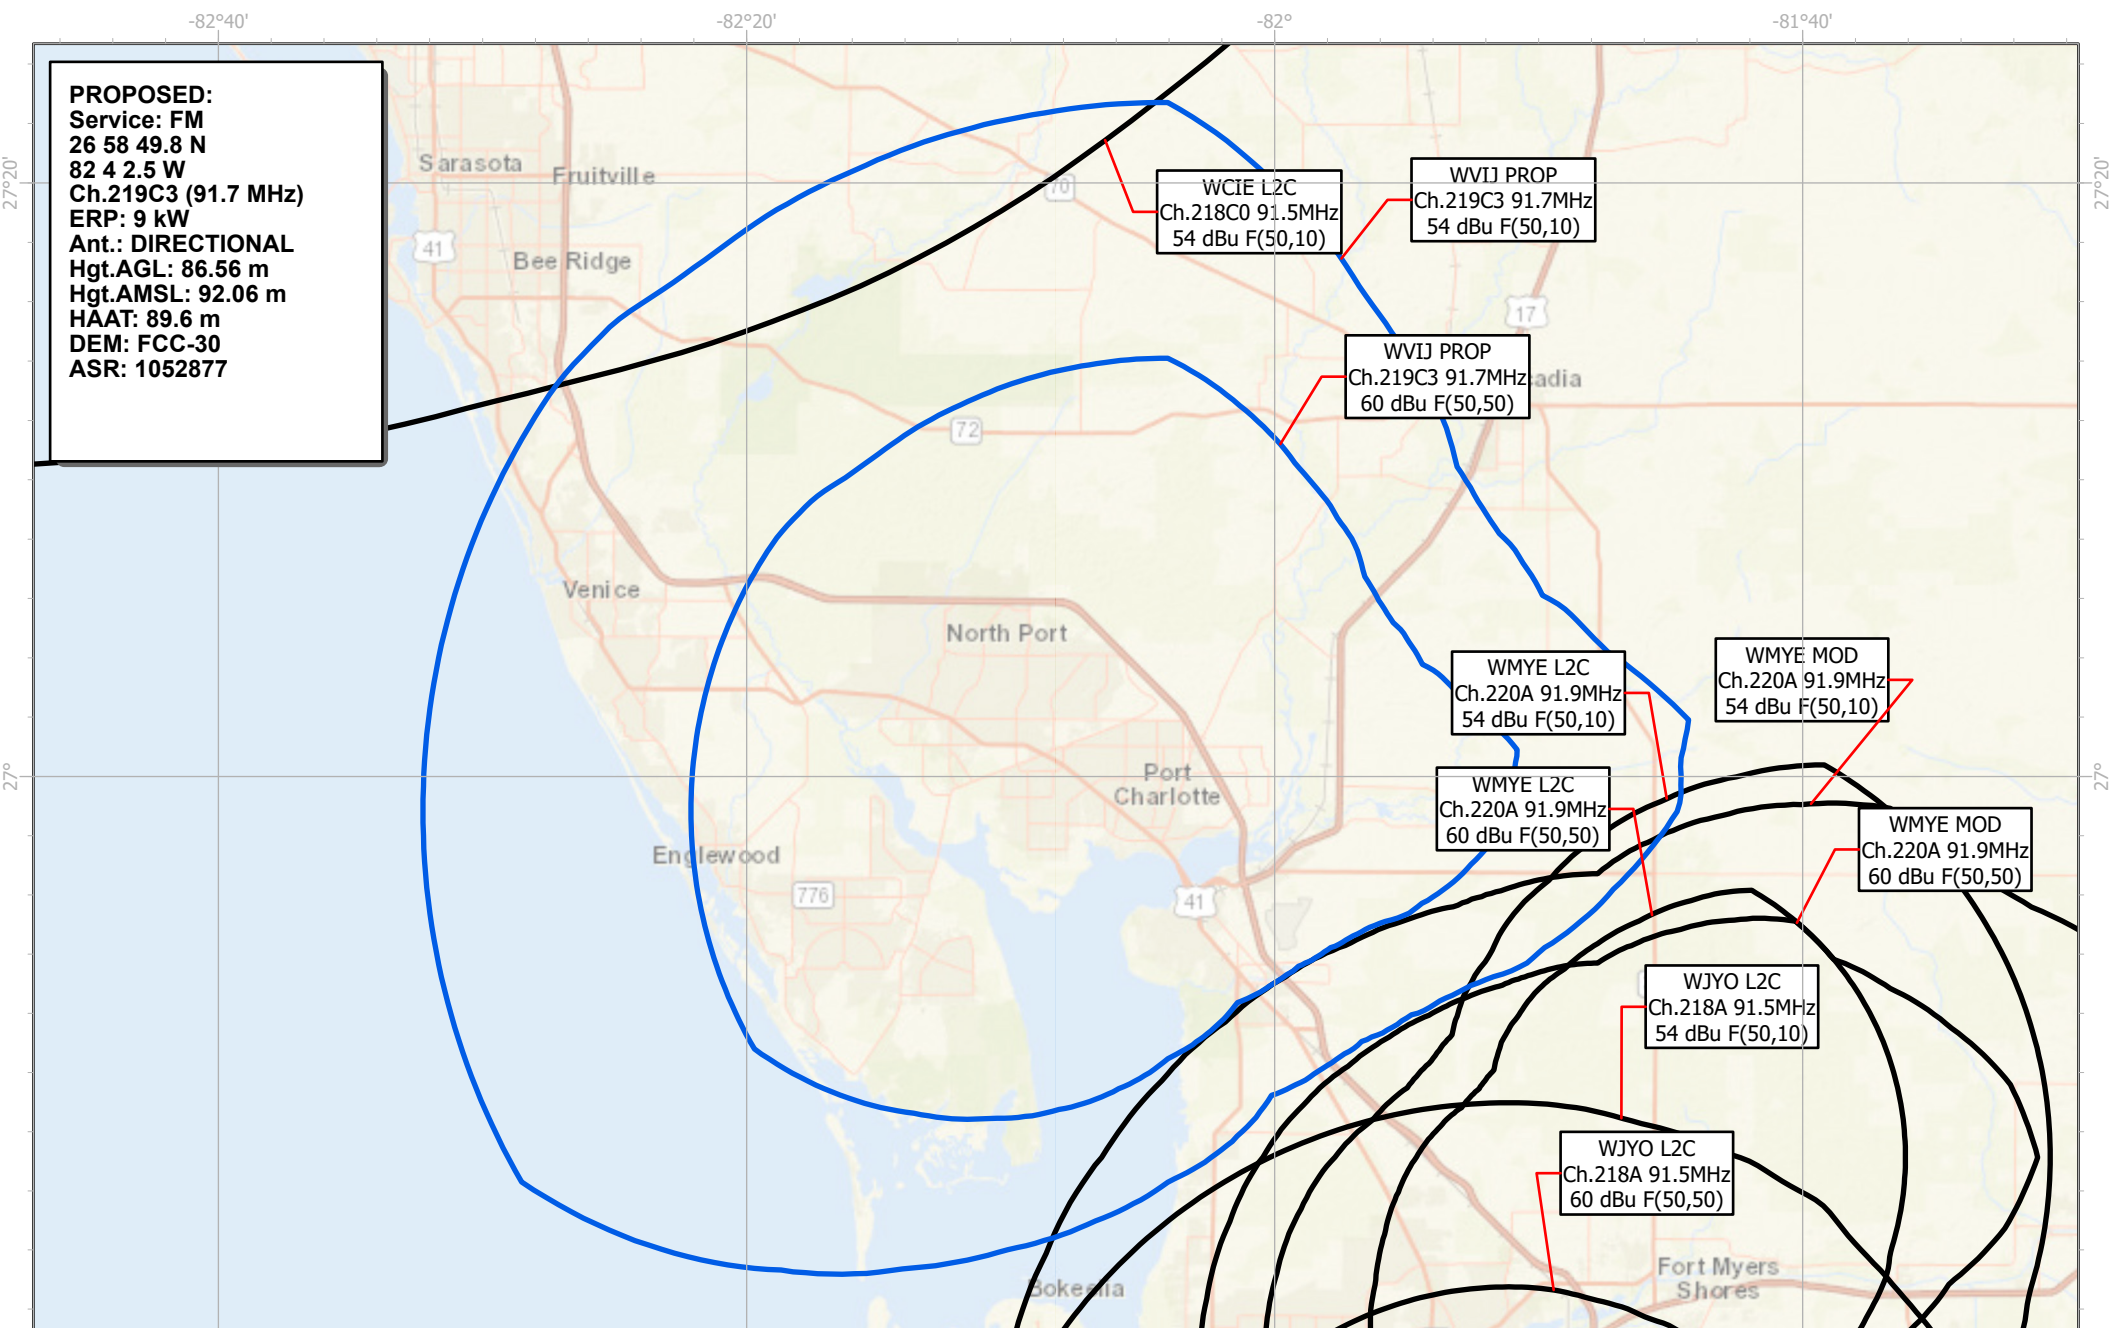 -82°40'
-82°20'
-82°
-81°40'
27°20'
27°20'
27°
27°
PROPOSED:
Service: FM
26 58 49.8 N
82 4 2.5 W
Ch.219C3 (91.7 MHz)
ERP: 9 kW
Ant.: DIRECTIONAL
Hgt.AGL: 86.56 m
Hgt.AMSL: 92.06 m
HAAT: 89.6 m
DEM: FCC-30
ASR: 1052877
Sarasota
Fruitville
41
Bee Ridge
70
WCIE L2C
Ch.218C0 91.5MHz
54 dBu F(50,10)
WVIJ PROP
Ch.219C3 91.7MHz
54 dBu F(50,10)
17
WVIJ PROP
Ch.219C3 91.7MHz
60 dBu F(50,50)
cadia
72
Venice
North Port
WMYE L2C
Ch.220A 91.9MHz
54 dBu F(50,10)
WMYE MOD
Ch.220A 91.9MHz
54 dBu F(50,10)
Port
Charlotte
WMYE L2C
Ch.220A 91.9MHz
60 dBu F(50,50)
WMYE MOD
Ch.220A 91.9MHz
60 dBu F(50,50)
Englewood
776
41
WJYO L2C
Ch.218A 91.5MHz
54 dBu F(50,10)
WJYO L2C
Ch.218A 91.5MHz
60 dBu F(50,50)
Bokeelia
Fort Myers
Shores